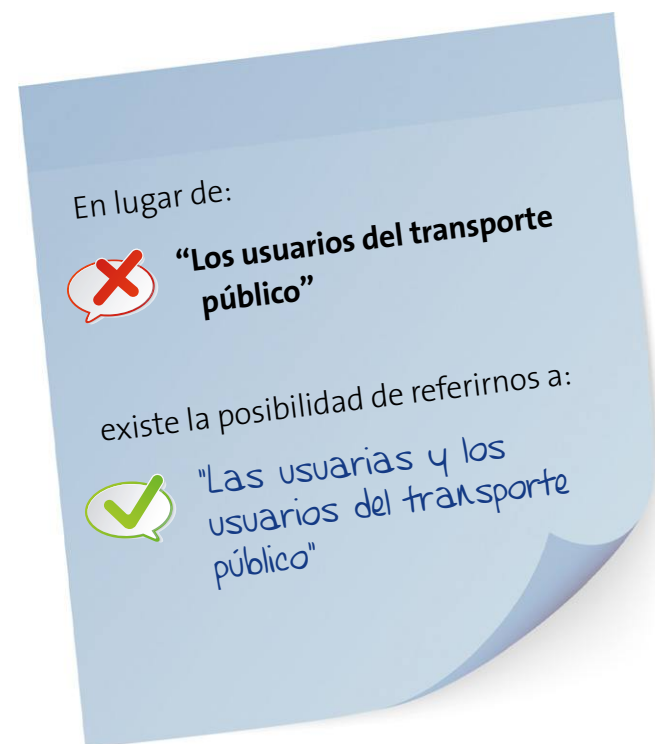 En lugar de:
“Los usuarios del transporte
público”
existe la posibilidad de referirnos a:
"Las usuarias y los
usuarios del transporte
público"